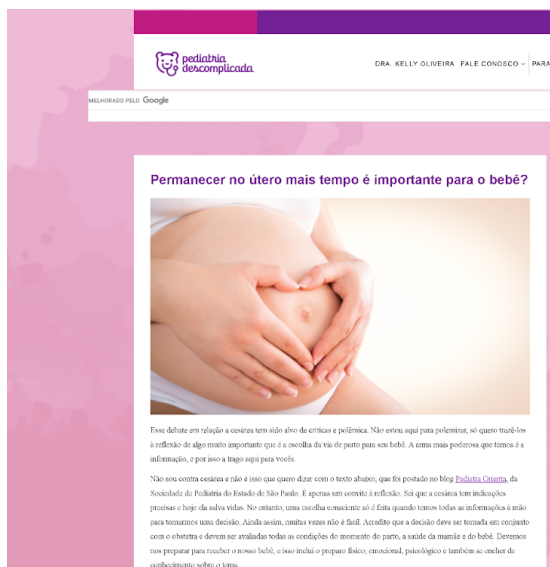 pediatria
descomplicada
DRA. KELLY OLIVEIRA FALE CONOSCO PARA
MELHORADO PELO Google
Permanecer no útero mais tempo é importante para o bebê?
Esse debate em relação a cesárea tem sido alvo de críticas e polêmica. Não estou aqui para polemizar, só quero trazê-los
à reflexão de algo muito importante que é a escolha da via de parto para seu bebê. A arma mais poderosa que temos é a
informação, e por isso a trago aqui para vocês.
Não sou contra cesárea e não é isso que quero dizer com o texto abaixo, que foi postado no blog Pediatra Orienta, da
Sociedade de Pediatria do Estado de São Paulo. É apenas um convite à reflexão. Sei que a cesárea tem indicações
precisas e hoje ela salva vidas. No entanto, uma escolha consciente só é feita quando temos todas as informações à mão
para tomarmos uma decisão. Ainda assim, muitas vezes não é fácil. Acredito que a decisão deve ser tomada em conjunto
com o obstetra e devem ser avaliadas todas as condições do momento do parto, a saúde da mamãe e do bebê. Devemos
nos preparar para receber o nosso bebê, e isso inclui o preparo físico, emocional, psicológico e também se encher de
conhecimento sobre o tema.